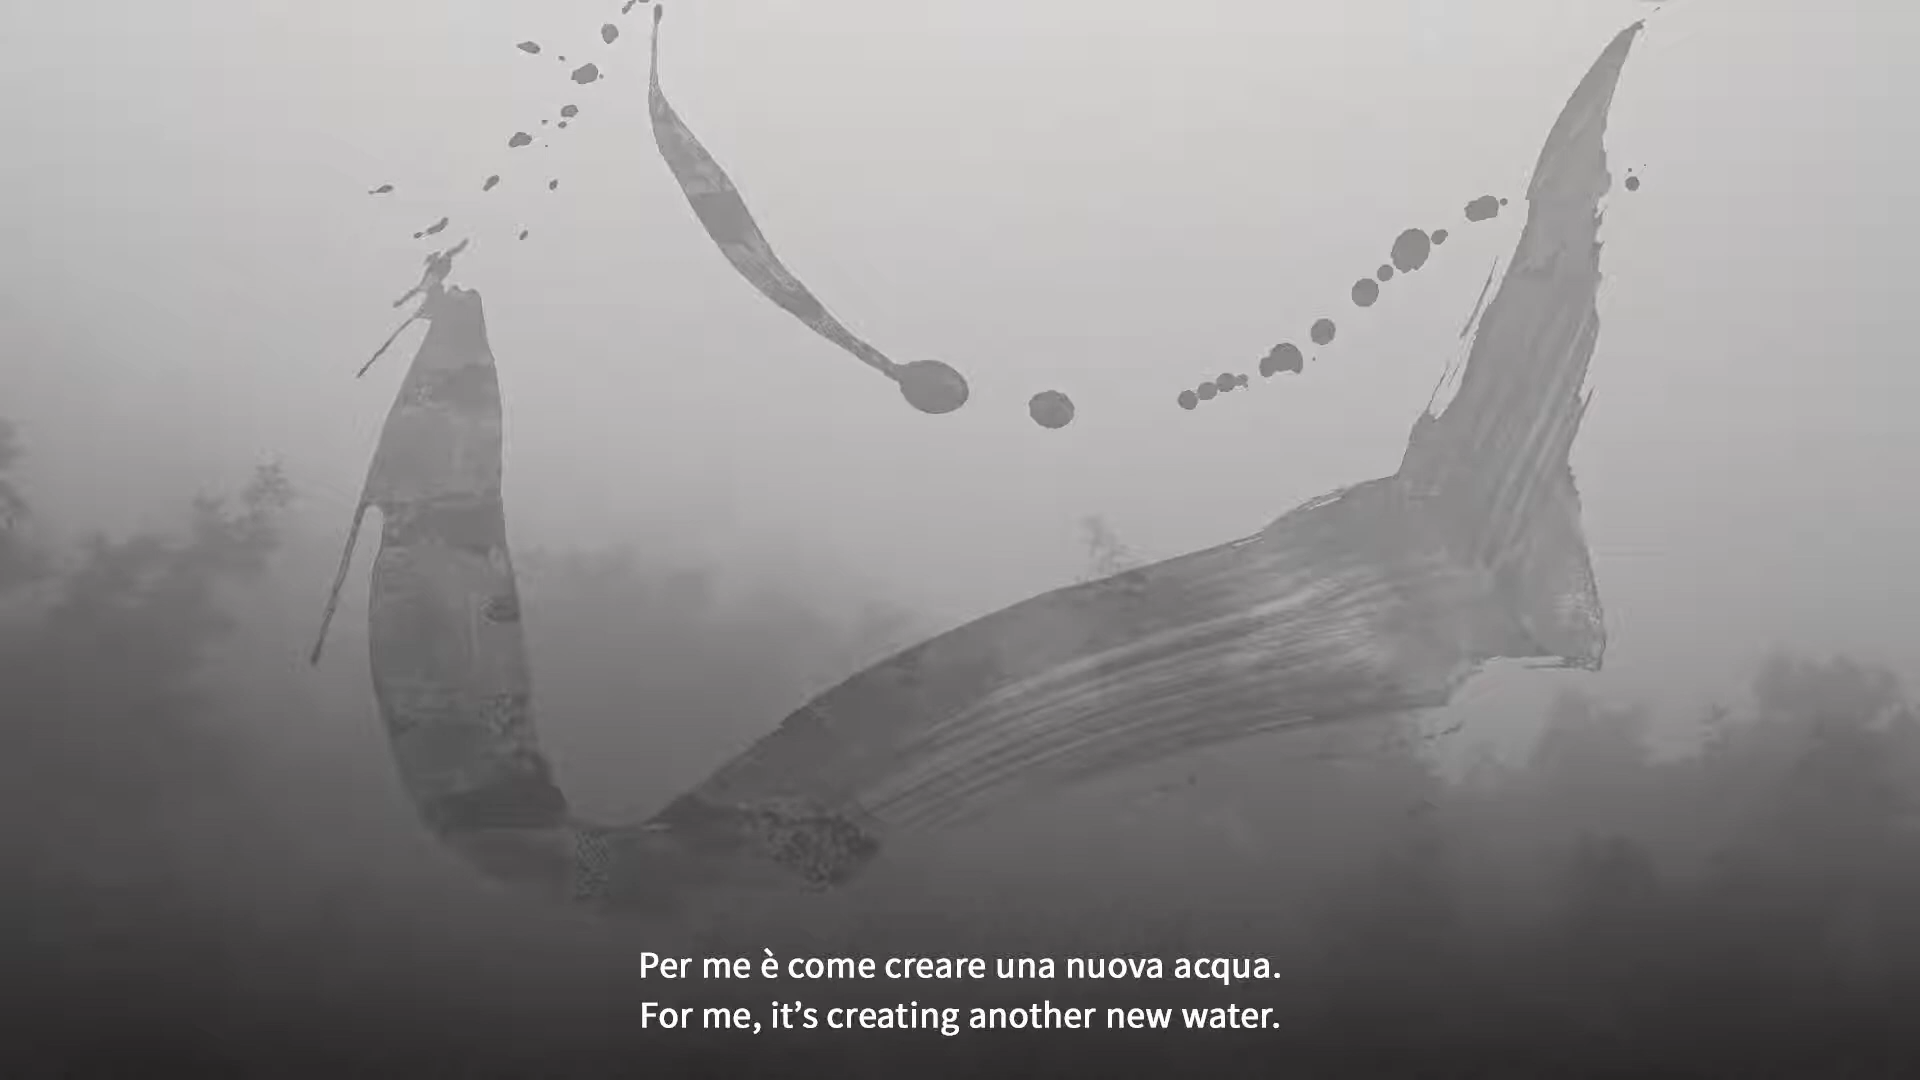 Per me è come creare una nuova acqua.
For me, it’s creating another new water.